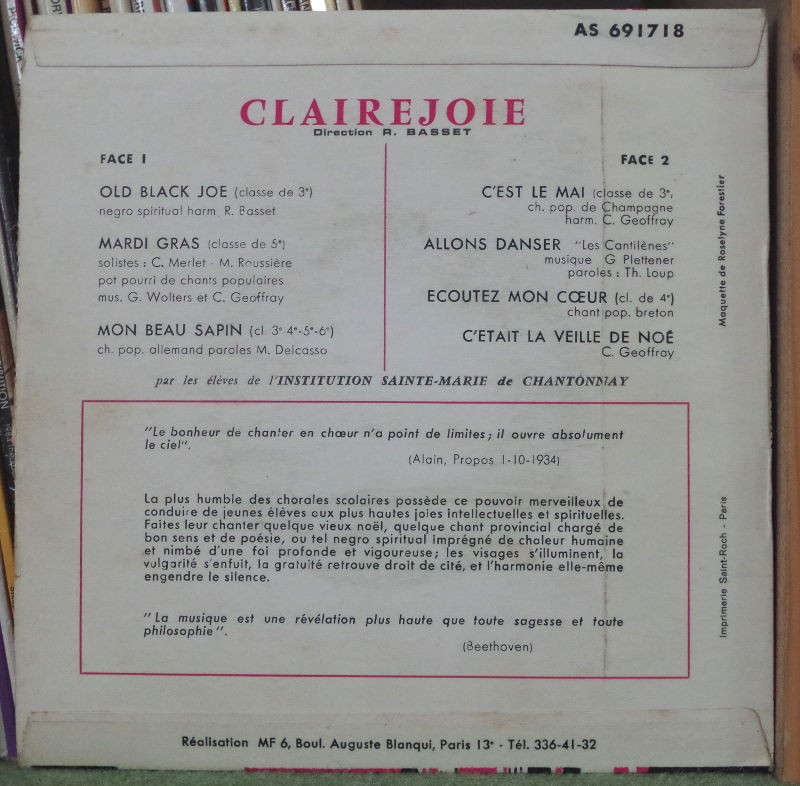 AS 691718
CLAIREJOIE
Direction R. BASSET
FACE 1
OLD BLACK JOE (classe de 3e)
negro spiritual harm. R. Basset
MARDI GRAS (classe de 5e)
solistes : C. Merlet - M. Roussière
pot pourri de chants populaires
mus. G. Wolters et C. Geoffray
MON BEAU SAPIN (cl. 3e-4e-5e-6e)
ch. pop. allemand paroles M. Delcasso
FACE 2
C'EST LE MAI (classe de 3e)
ch. pop. de Champagne
harm. C. Geoffray
ALLONS DANSER "Les Cantilènes"
musique G Plettener
paroles : Th. Loup
ECOUTEZ MON CŒUR (cl. de 4e)
chant pop. breton
C'ETAIT LA VEILLE DE NOÉ
C. Geoffray
par les élèves de l'INSTITUTION SAINTE-MARIE de CHANTONNAY
"Le bonheur de chanter en chœur n'a point de limites ; il ouvre absolument
le ciel".
(Alain, Propos 1-10-1934)
La plus humble des chorales scolaires possède ce pouvoir merveilleux de
conduire de jeunes élèves aux plus hautes joies intellectuelles et spirituelles.
Faites leur chanter quelque vieux noël, quelque chant provincial chargé de
bon sens et de poésie, ou tel negro spiritual imprégné de chaleur humaine
et nimbé d'une foi profonde et vigoureuse ; les visages s'illuminent, la
vulgarité s'enfuit, la gratuité retrouve droit de cité, et l'harmonie elle-même
engendre le silence.
"La musique est une révélation plus haute que toute sagesse et toute
philosophie".
(Beethoven)
Maquette de Roselyne Forestier
Imprimerie Saint-Roch - Paris
Réalisation MF 6, Boul. Auguste Blanqui, Paris 13e - Tél. 336-41-32